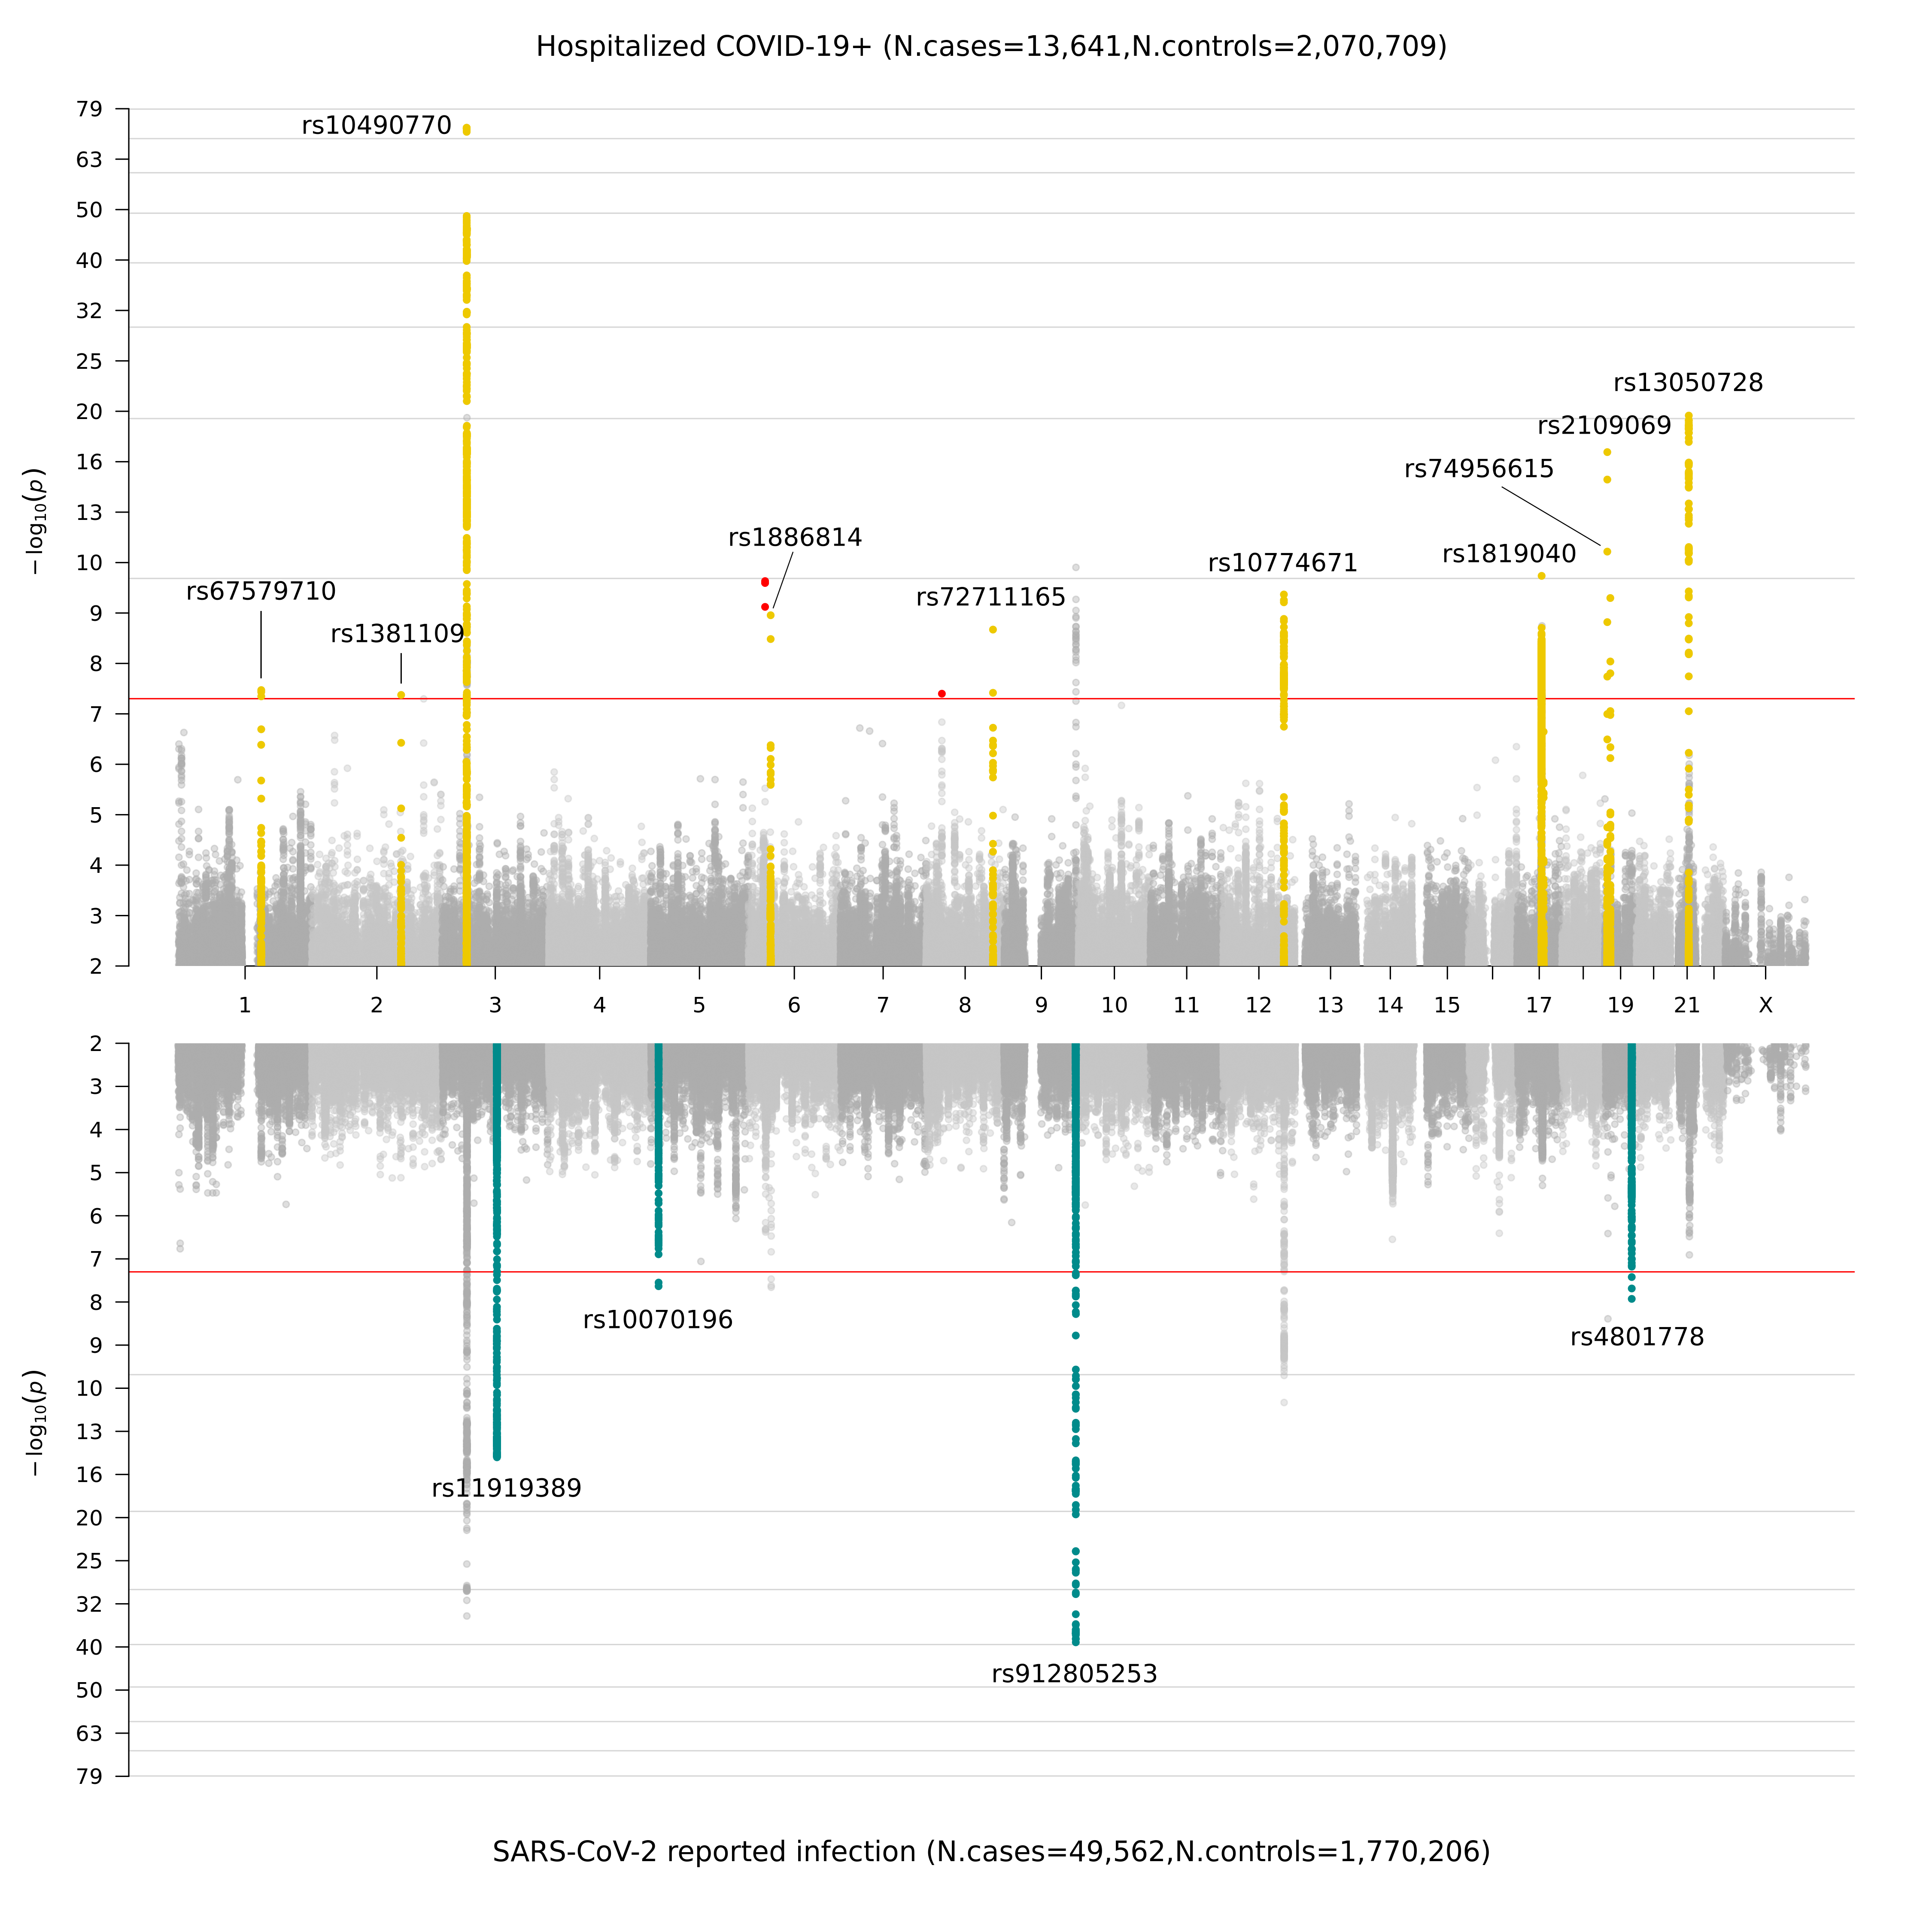 Hospitalized COVID-19+ (N.cases=13,641,N.controls=2,070,709)
79
63
50
40
32
25
20
16
13
10
9
8
7
6
5
4
3
2
−log10(p)
rs10490770
rs13050728
rs2109069
rs74956615
rs1886814
rs1819040
rs10774671
rs67579710
rs72711165
rs1381109
1 2 3 4 5 6 7 8 9 10 11 12 13 14 15 17 19 21 X
2
3
4
5
6
7
8
9
10
13
16
20
25
32
40
50
63
79
−log10(p)
rs10070196
rs4801778
rs11919389
rs912805253
SARS-CoV-2 reported infection (N.cases=49,562,N.controls=1,770,206)